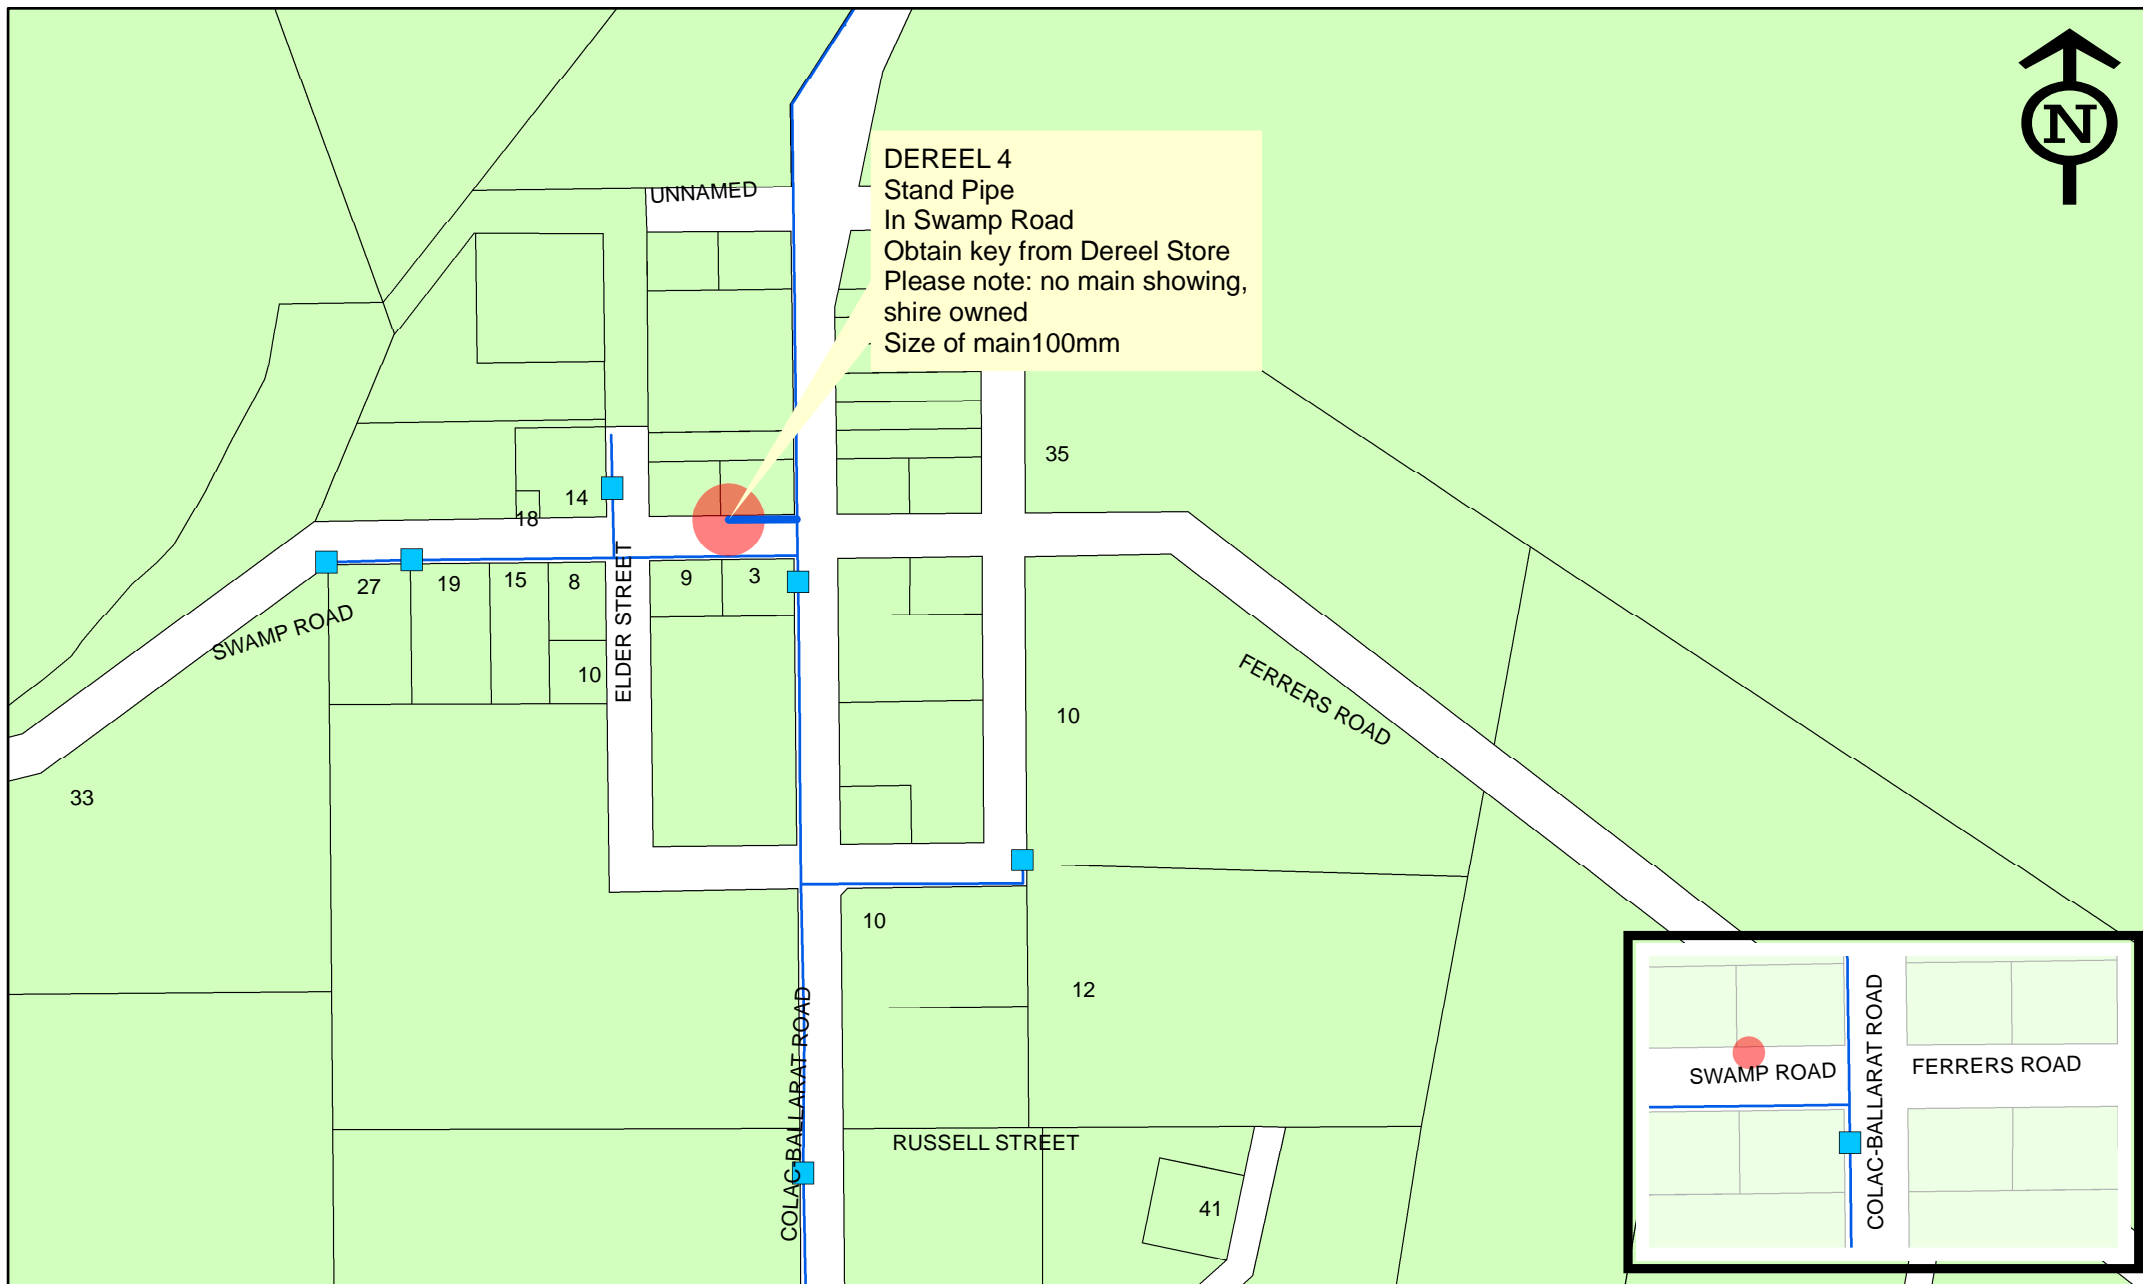 N
UNNAMED
DEREEL 4
Stand Pipe
In Swamp Road
Obtain key from Dereel Store
Please note: no main showing,
shire owned
Size of main100mm
35
14
18
27
19
15
8
9
3
SWAMP ROAD
ELDER STREET
10
FERRERS ROAD
10
33
10
12
COLAC-BALLARAT ROAD
RUSSELL STREET
41
SWAMP ROAD
COLAC-BALLARAT ROAD
FERRERS ROAD